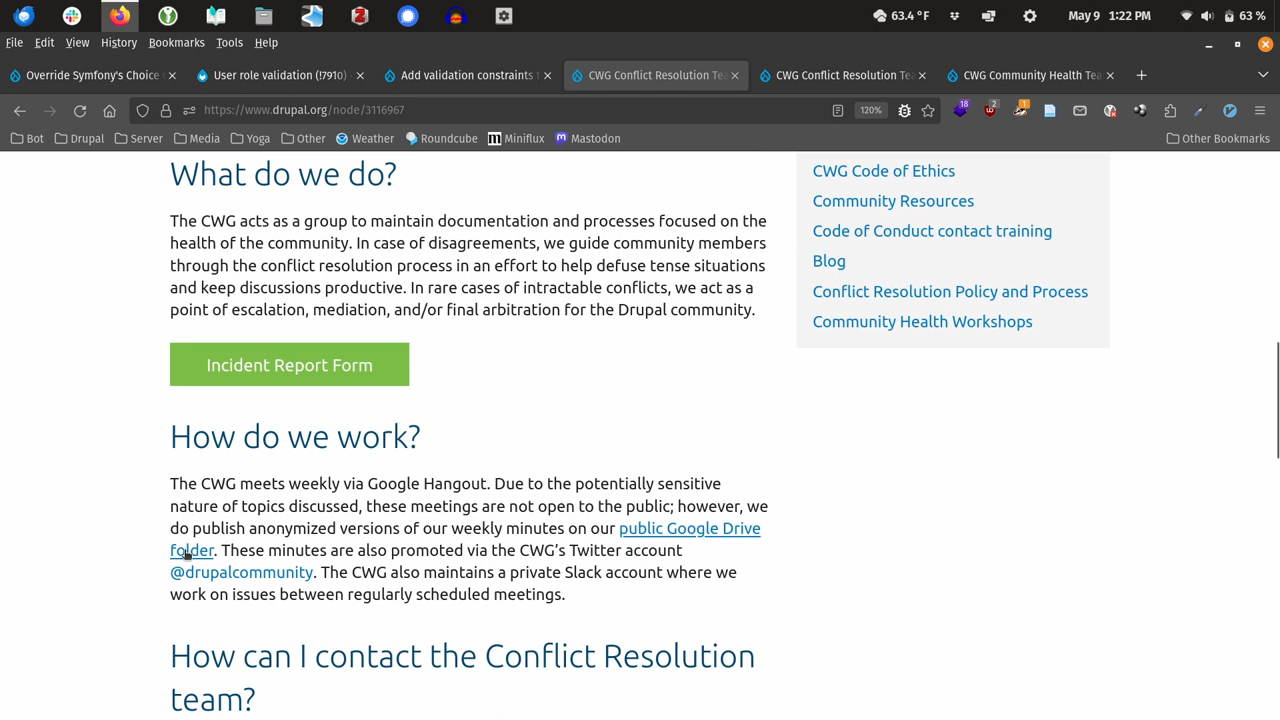 63.4 °F
May 9 1:22 PM
63 %
File Edit View History Bookmarks Tools Help
Override Symfony's Choice
User role validation (!7910)
Add validation constraints t
CWG Conflict Resolution Tea
CWG Conflict Resolution Tea
CWG Community Health Tea
https://www.drupal.org/node/3116967
120%
18
2
1
Bot Drupal Server Media Yoga Other Weather Roundcube Miniflux Mastodon Other Bookmarks
What do we do?
The CWG acts as a group to maintain documentation and processes focused on the
health of the community. In case of disagreements, we guide community members
through the conflict resolution process in an effort to help defuse tense situations
and keep discussions productive. In rare cases of intractable conflicts, we act as a
point of escalation, mediation, and/or final arbitration for the Drupal community.
Incident Report Form
How do we work?
The CWG meets weekly via Google Hangout. Due to the potentially sensitive
nature of topics discussed, these meetings are not open to the public; however, we
do publish anonymized versions of our weekly minutes on our public Google Drive
folder. These minutes are also promoted via the CWG’s Twitter account
@drupalcommunity. The CWG also maintains a private Slack account where we
work on issues between regularly scheduled meetings.
How can I contact the Conflict Resolution
team?
CWG Code of Ethics
Community Resources
Code of Conduct contact training
Blog
Conflict Resolution Policy and Process
Community Health Workshops